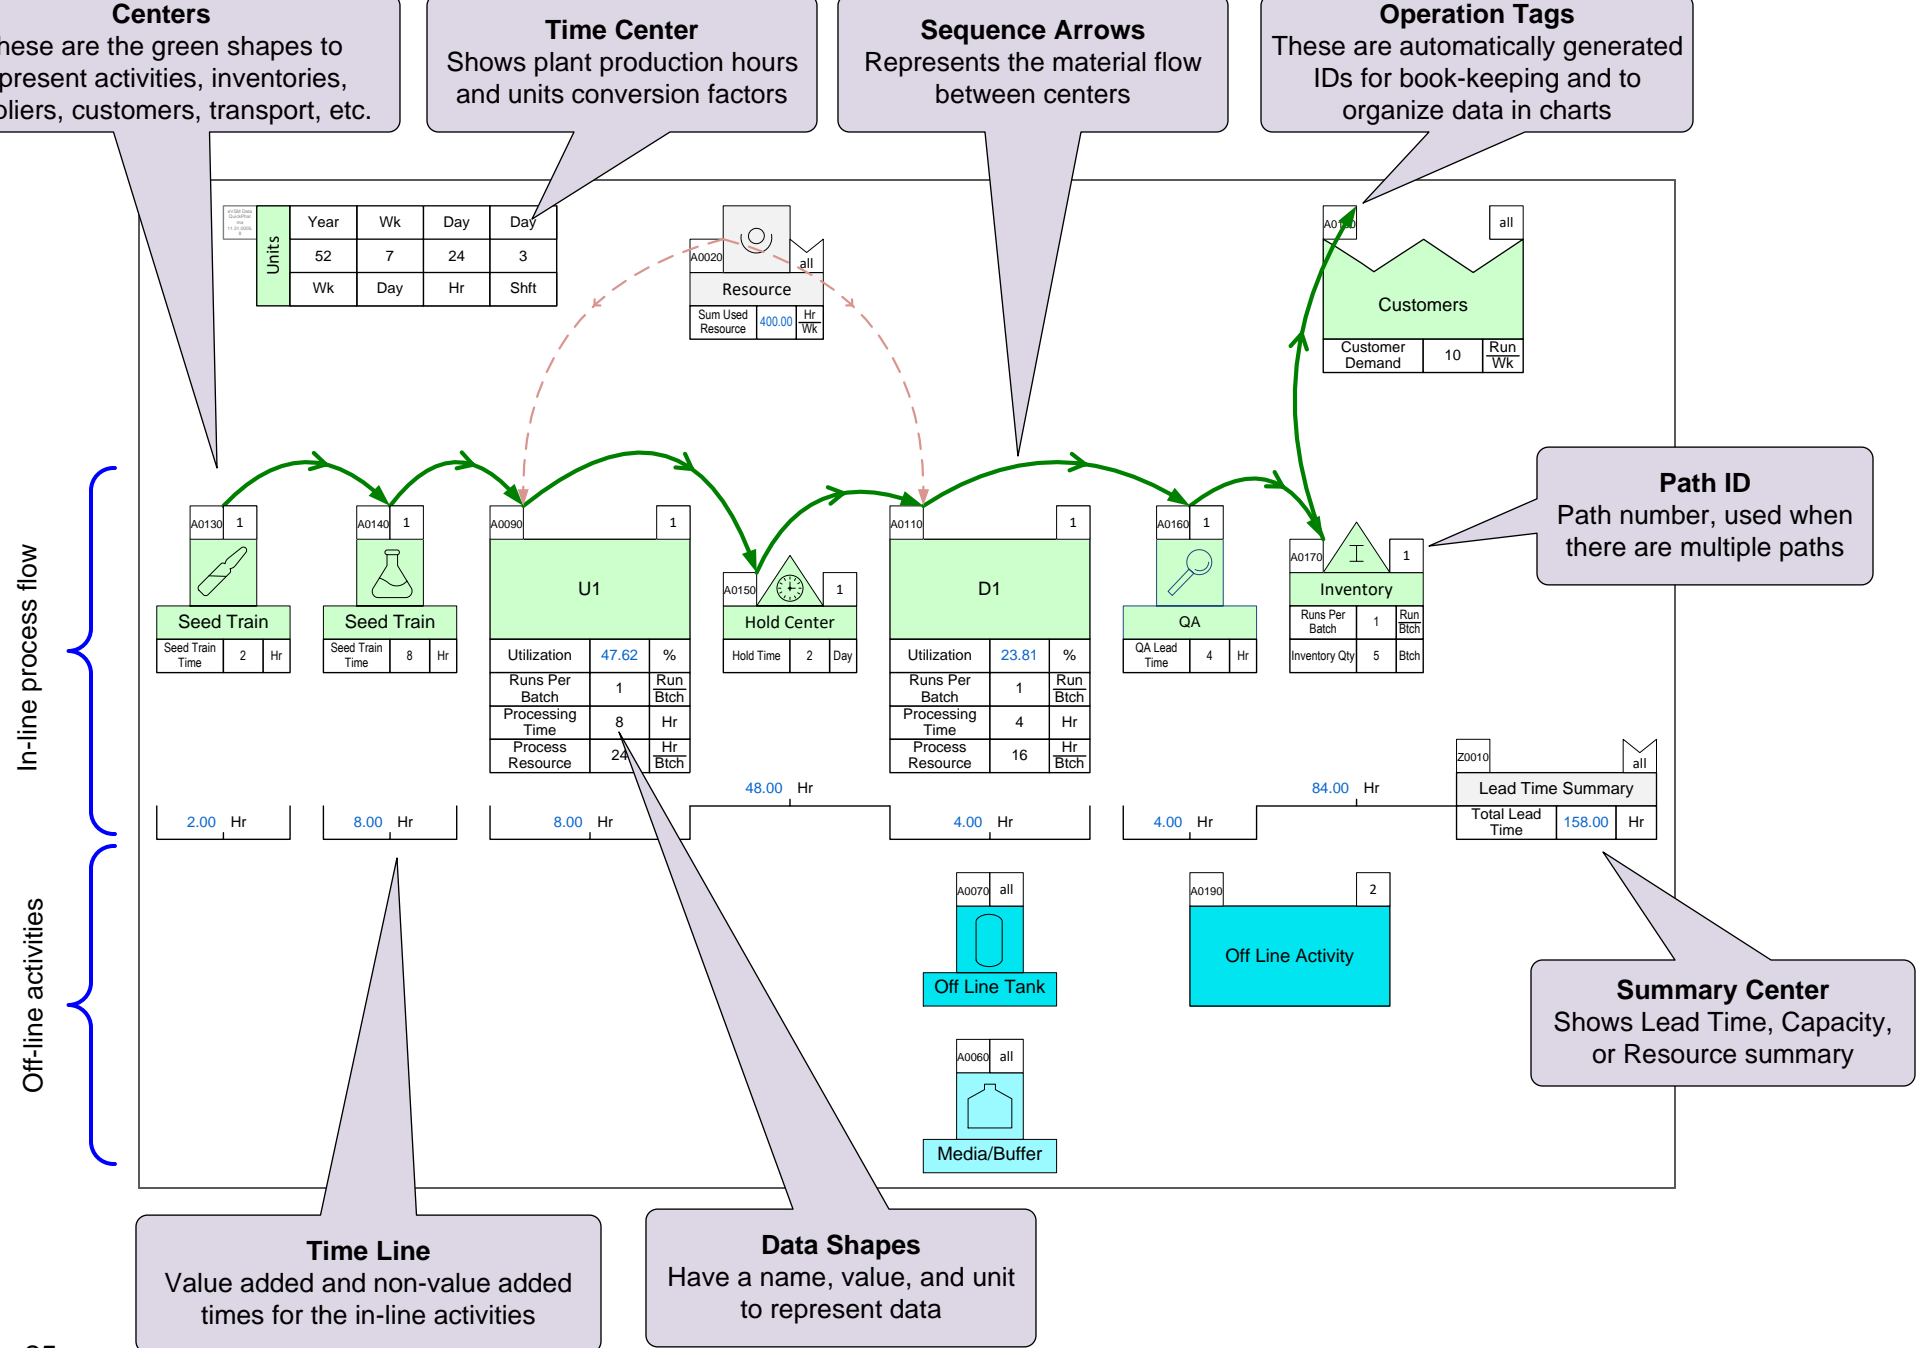 Centers
hese are the green shapes to
present activities, inventories,
pliers, customers, transport, etc.
Time Center
Shows plant production hours
and units conversion factors
Sequence Arrows
Represents the material flow
between centers
Operation Tags
These are automatically generated
IDs for book-keeping and to
organize data in charts
Units
Year Wk Day Day
52 7 24 3
Wk Day Hr Shft
A0020 all
Resource
Sum Used
Resource
400.00
Hr
Wk
all
Customers
Customer
Demand
10
Run
Wk
Path ID
Path number, used when
there are multiple paths
In-line process flow
A0130 1
Seed Train
Seed Train
Time
2 Hr
A0140 1
Seed Train
Seed Train
Time
8 Hr
A0090 1
U1
Utilization 47.62 %
Runs Per
Batch
1
Run
Btch
Processing
Time
8 Hr
Process
Resource
24
Hr
Btch
A0150 1
Hold Center
Hold Time 2 Day
A0110 1
D1
Utilization 23.81 %
Runs Per
Batch
1
Run
Btch
Processing
Time
4 Hr
Process
Resource
16
Hr
Btch
A0160 1
QA
QA Lead
Time
4 Hr
A0170 I 1
Inventory
Runs Per
Batch
1
Run
Btch
Inventory Qty 5 Btch
Z0010 all
Lead Time Summary
Total Lead
Time
158.00 Hr
48.00 Hr
84.00 Hr
2.00 Hr
8.00 Hr
8.00 Hr
4.00 Hr
4.00 Hr
Off-line activities
A0070 all
Off Line Tank
A0190 2
Off Line Activity
A0060 all
Media/Buffer
Summary Center
Shows Lead Time, Capacity,
or Resource summary
Time Line
Value added and non-value added
times for the in-line activities
Data Shapes
Have a name, value, and unit
to represent data